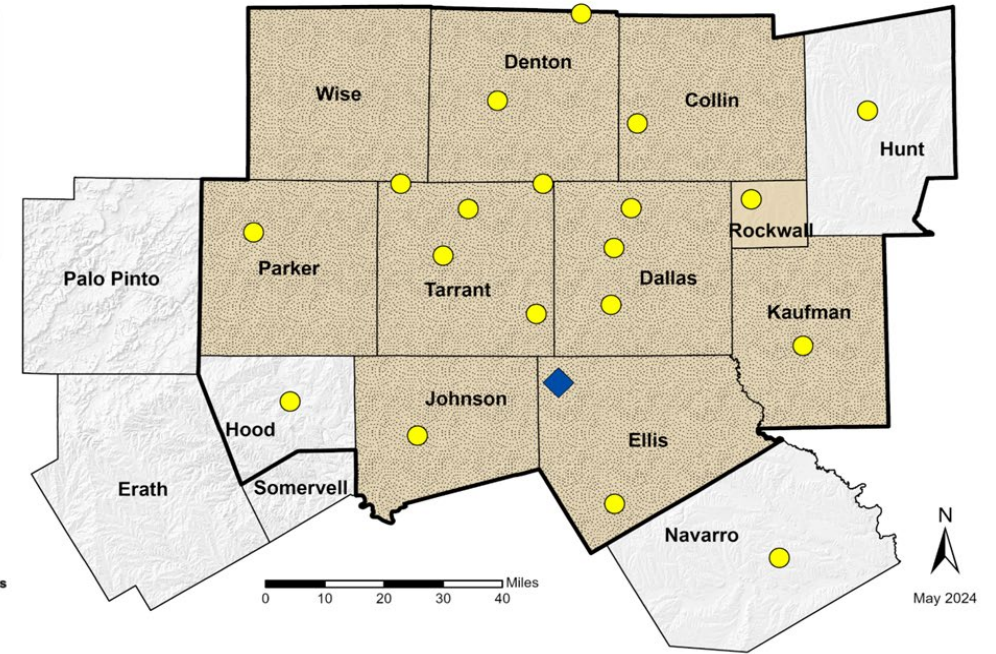 Denton
Wise
Collin
Hunt
Rockwall
Palo Pinto
Parker
Tarrant
Dallas
Kaufman
Johnson
Hood
Ellis
Erath
Somervell
Navarro
N
s
Miles
0 10 20 30 40
May 2024